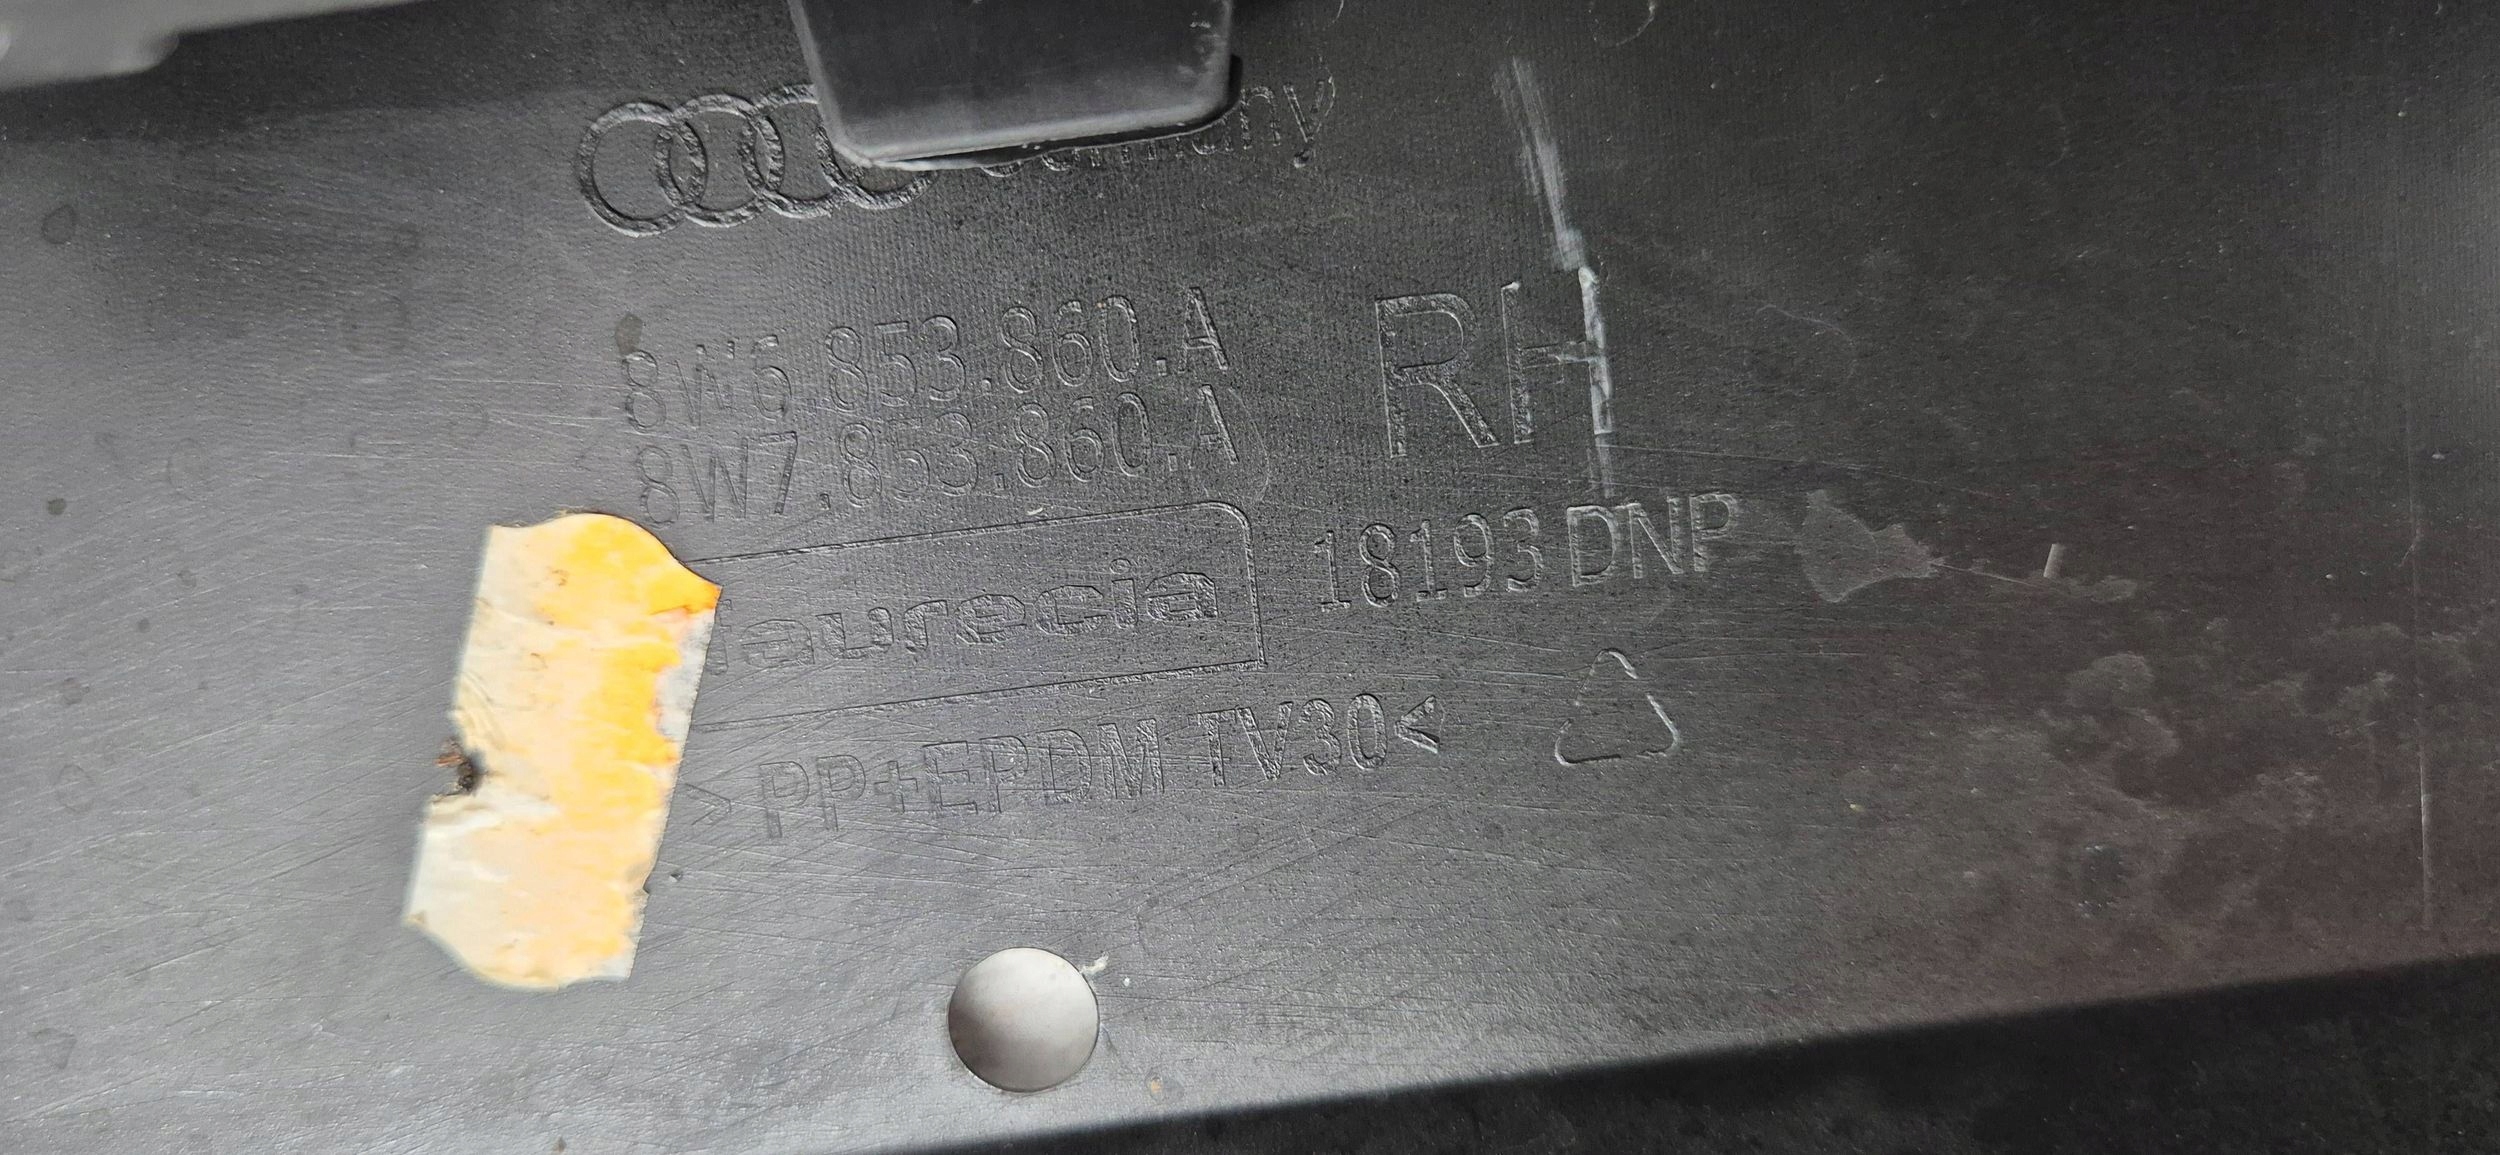 Germany
8W6.853.860.A
8W7.853.860.A
RH
faurecia
18193 DNP
>PP+EPDM TV30<